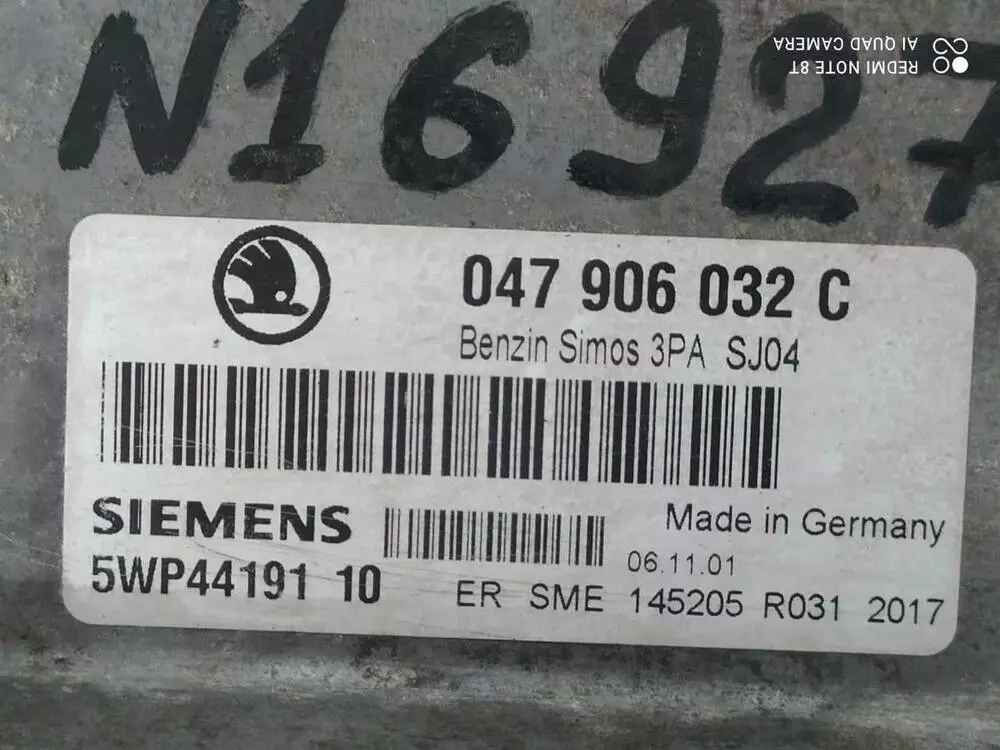 N16927
REDMI NOTE 8T
AI QUAD CAMERA
047 906 032 C
Benzin Simos 3PA SJ04
SIEMENS
Made in Germany
5WP44191 10
06.11.01
ER SME 145205 R031 2017